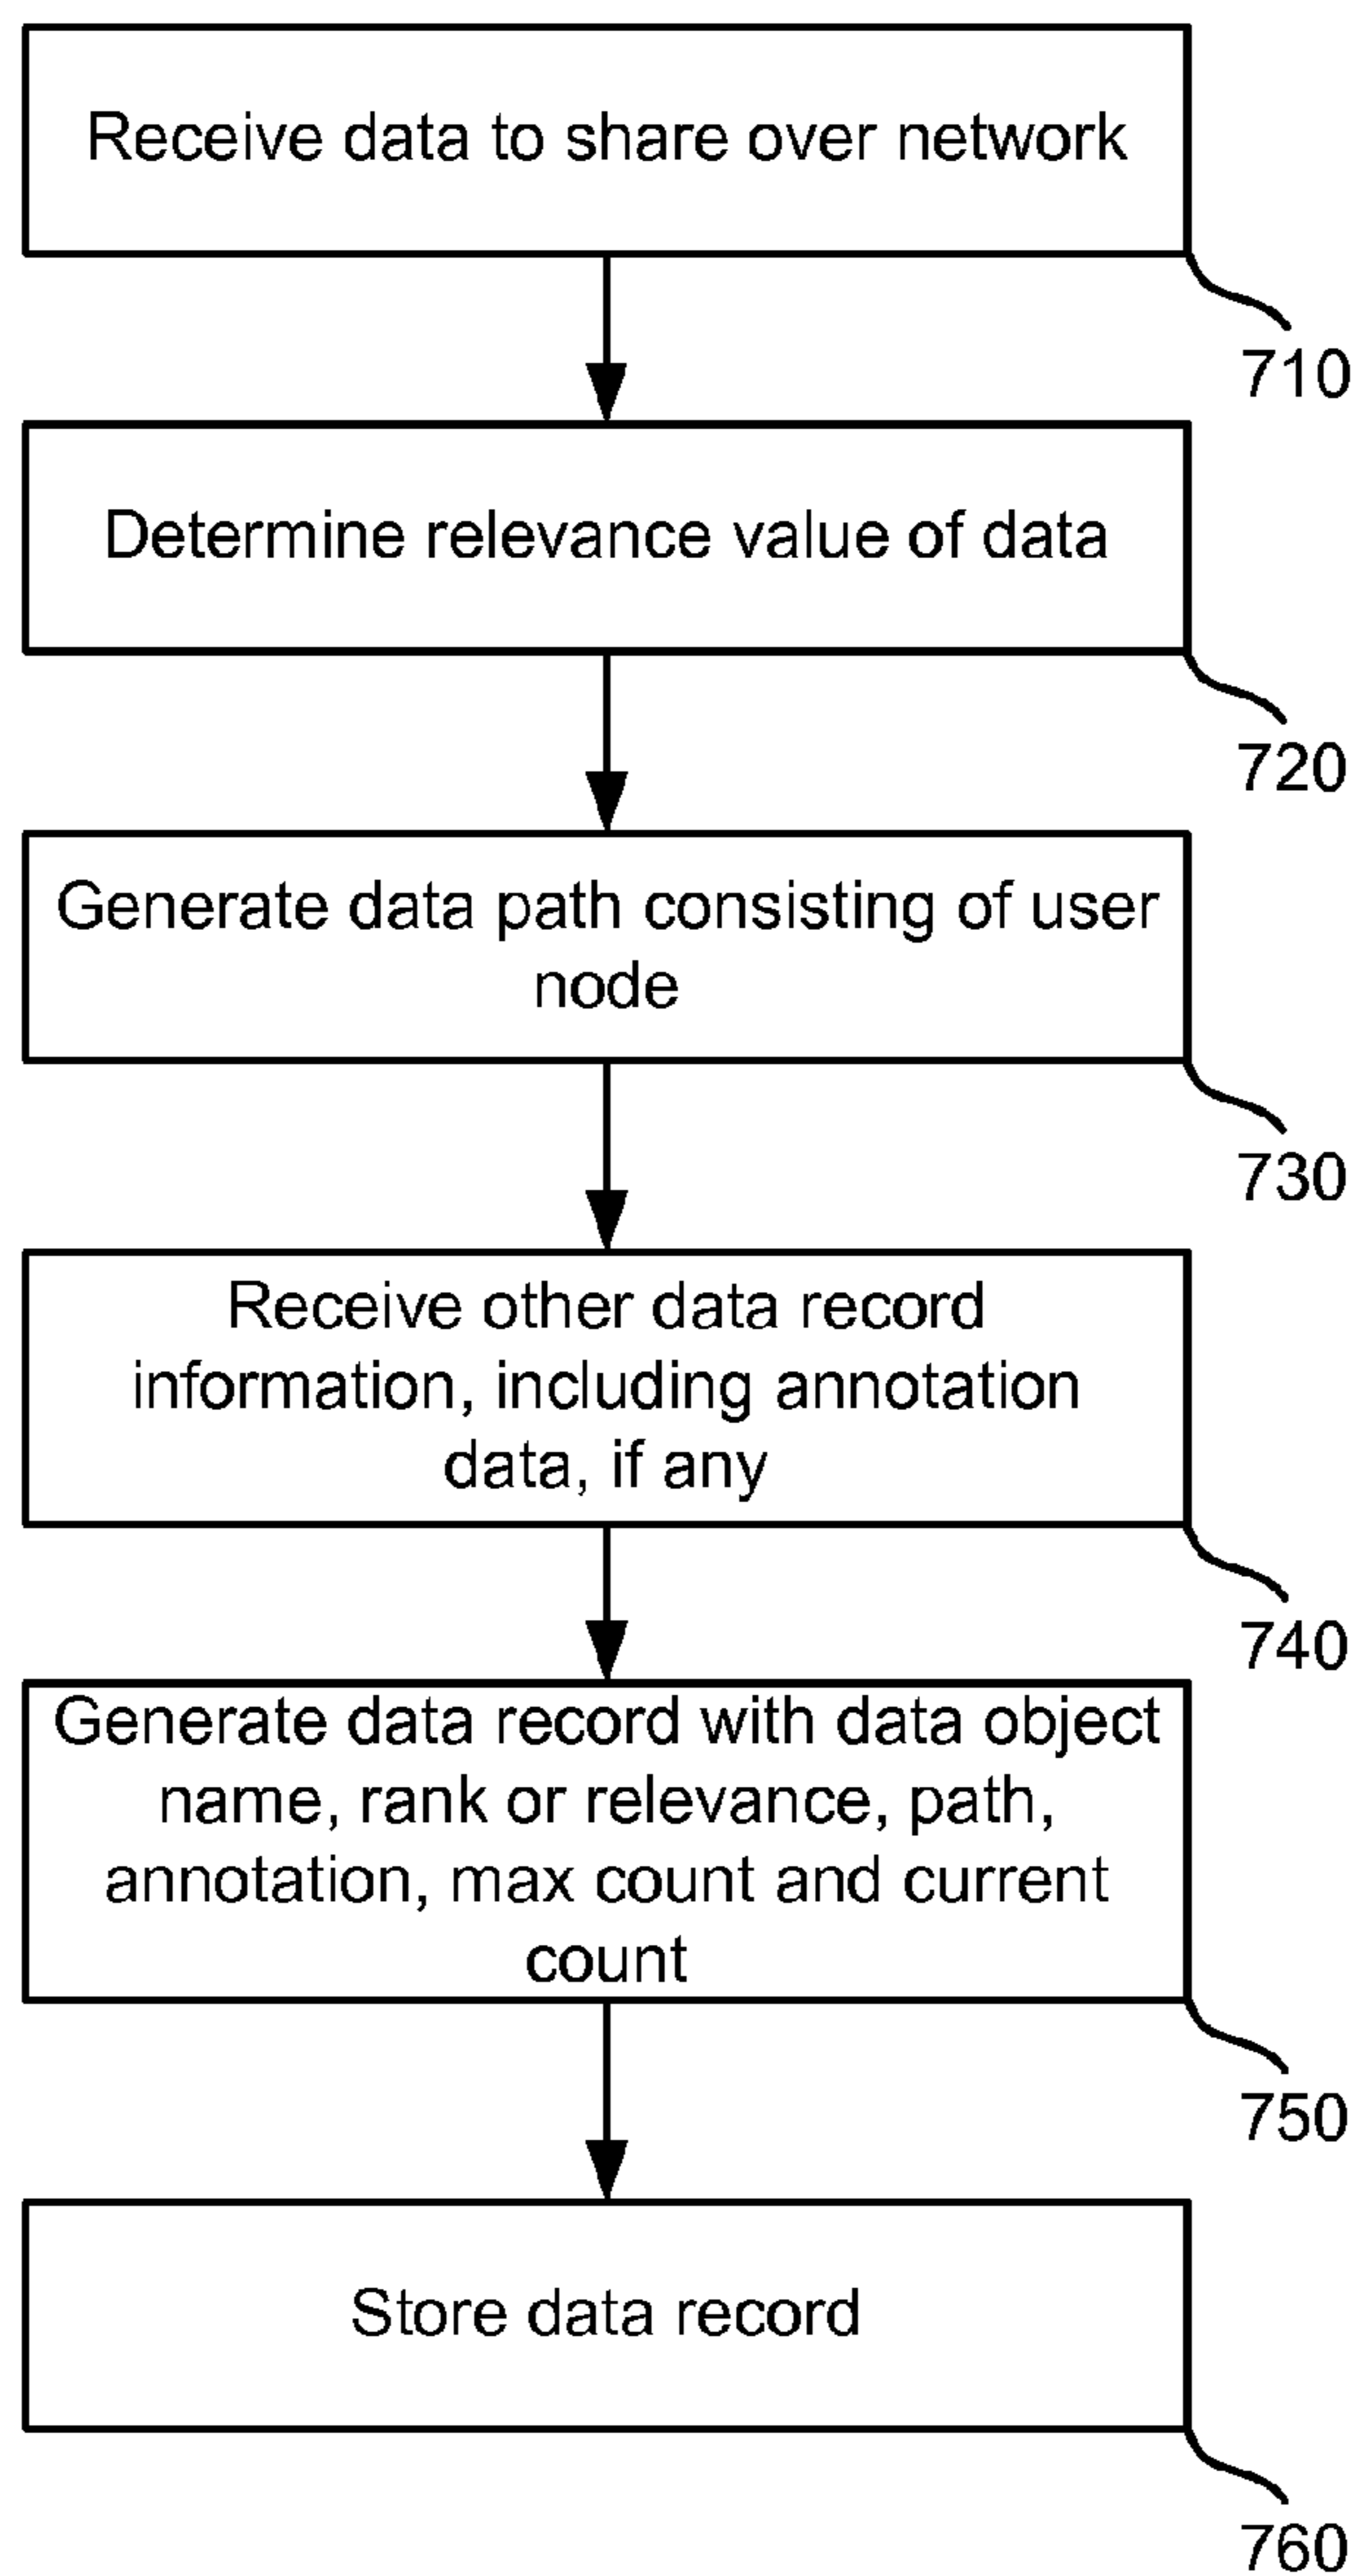 Receive data to share over network
710
Determine relevance value of data
720
Generate data path consisting of user
node
730
Receive other data record
information, including annotation
data, if any
740
Generate data record with data object
name, rank or relevance, path,
annotation, max count and current
count
750
Store data record
760